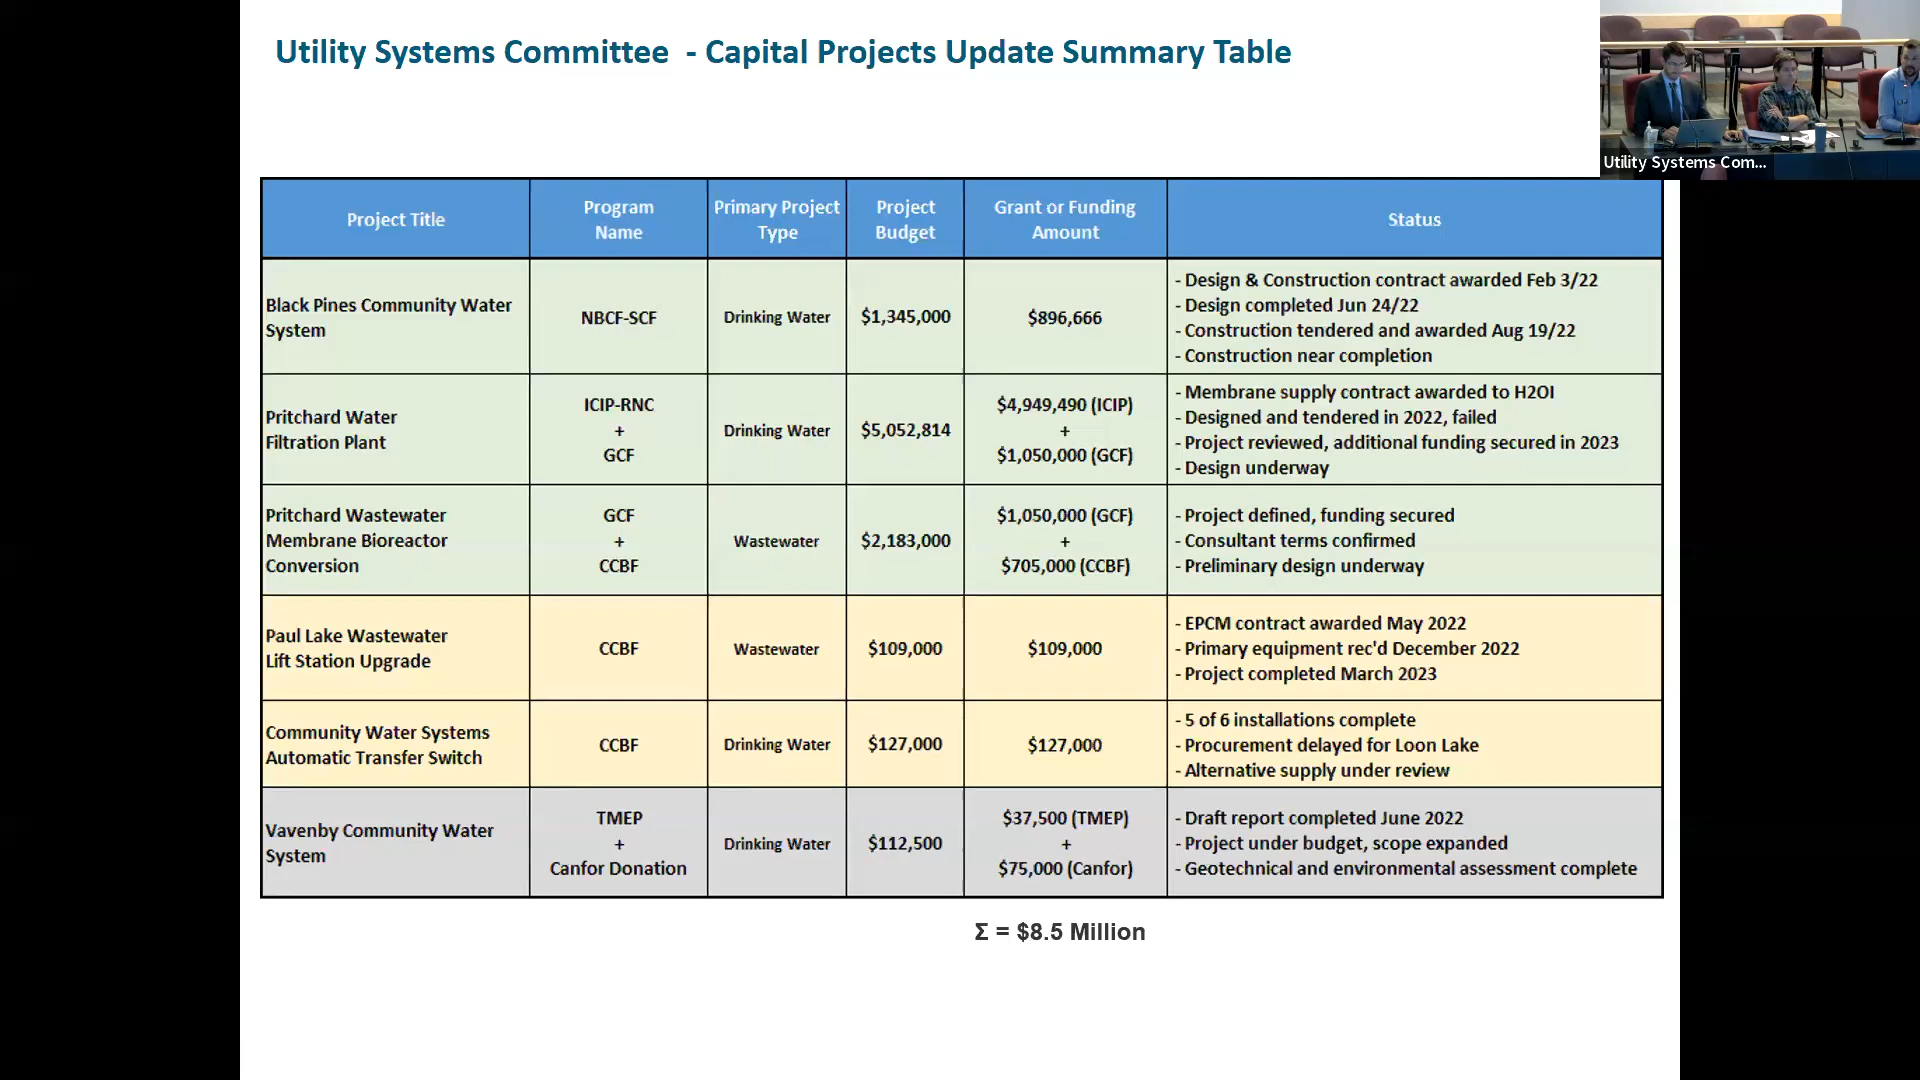 Utility Systems Committee - Capital Projects Update Summary Table
Utility Systems Com...
Project Title
Program
Name
Primary Project
Type
Project
Budget
Grant or Funding
Amount
Status
Black Pines Community Water
System
NBCF-SCF
Drinking Water
$1,345,000
$896,666
- Design & Construction contract awarded Feb 3/22
- Design completed Jun 24/22
- Construction tendered and awarded Aug 19/22
- Construction near completion
Pritchard Water
Filtration Plant
ICIP-RNC
+
GCF
Drinking Water
$5,052,814
$4,949,490 (ICIP)
+
$1,050,000 (GCF)
- Membrane supply contract awarded to H2OI
- Designed and tendered in 2022, failed
- Project reviewed, additional funding secured in 2023
- Design underway
Pritchard Wastewater
Membrane Bioreactor
Conversion
GCF
+
CCBF
Wastewater
$2,183,000
$1,050,000 (GCF)
+
$705,000 (CCBF)
- Project defined, funding secured
- Consultant terms confirmed
- Preliminary design underway
Paul Lake Wastewater
Lift Station Upgrade
CCBF
Wastewater
$109,000
$109,000
- EPCM contract awarded May 2022
- Primary equipment rec'd December 2022
- Project completed March 2023
Community Water Systems
Automatic Transfer Switch
CCBF
Drinking Water
$127,000
$127,000
- 5 of 6 installations complete
- Procurement delayed for Loon Lake
- Alternative supply under review
Vavenby Community Water
System
TMEP
+
Canfor Donation
Drinking Water
$112,500
$37,500 (TMEP)
+
$75,000 (Canfor)
- Draft report completed June 2022
- Project under budget, scope expanded
- Geotechnical and environmental assessment complete
Σ = $8.5 Million